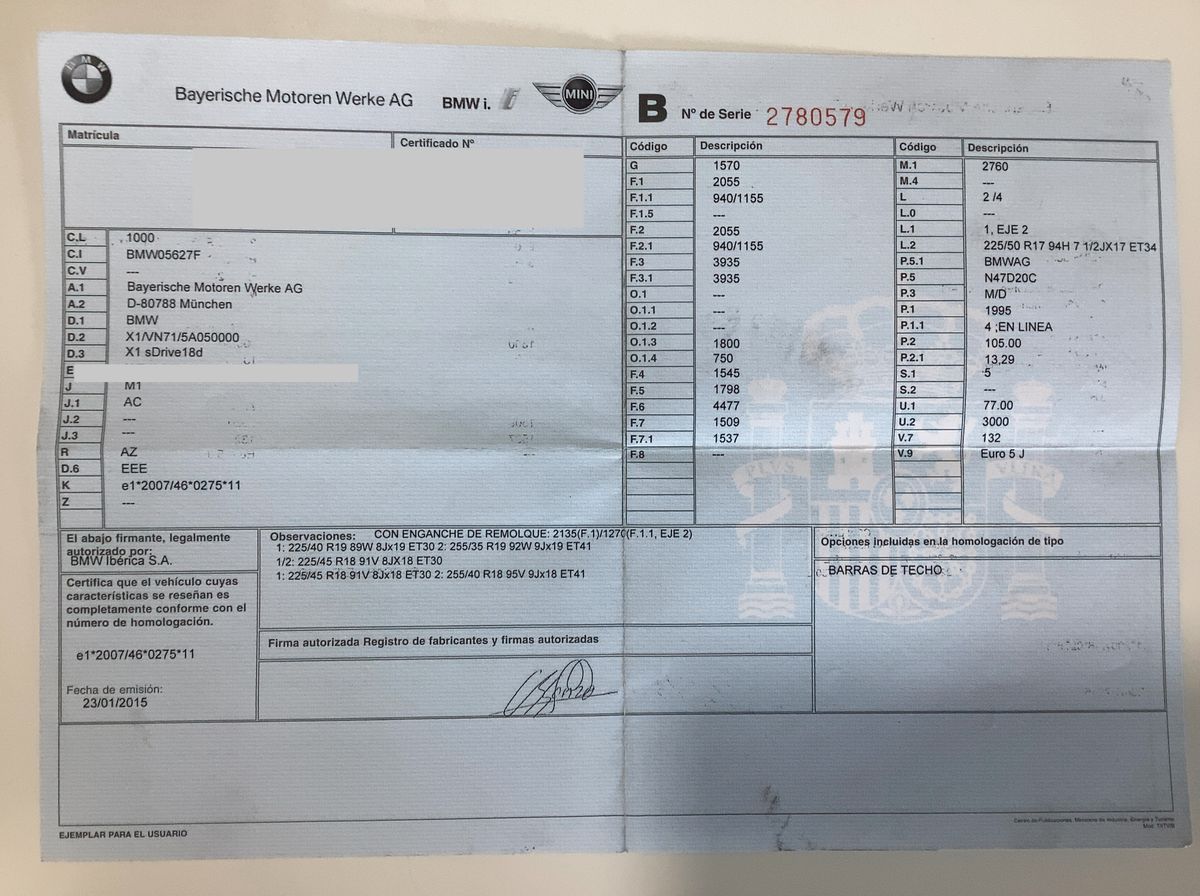 BMW
Bayerische Motoren Werke AG
BMW i.
MINI
B Nº de Serie 2780579
Matrícula
Certificado Nº
C.L 1000
C.I BMW05627F
C.V ---
A.1 Bayerische Motoren Werke AG
A.2 D-80788 München
D.1 BMW
D.2 X1/VN71/5A050000
D.3 X1 sDrive18d
E
J M1
J.1 AC
J.2 ---
J.3 ---
R AZ
D.6 EEE
K e1*2007/46*0275*11
Z ---
Código Descripción
G 1570
F.1 2055
F.1.1 940/1155
F.1.5 ---
F.2 2055
F.2.1 940/1155
F.3 3935
F.3.1 3935
O.1 ---
O.1.1 ---
O.1.2 ---
O.1.3 1800
O.1.4 750
F.4 1545
F.5 1798
F.6 4477
F.7 1509
F.7.1 1537
F.8 ---
Código Descripción
M.1 2760
M.4 ---
L 2 /4
L.0 ---
L.1 1, EJE 2
L.2 225/50 R17 94H 7 1/2JX17 ET34
P.5.1 BMWAG
P.5 N47D20C
P.3 M/D
P.1 1995
P.1.1 4 ;EN LINEA
P.2 105.00
P.2.1 13,29
S.1 5
S.2 ---
U.1 77.00
U.2 3000
V.7 132
V.9 Euro 5 J
PLVS VLTRA
El abajo firmante, legalmente
autorizado por:
BMW Ibérica S.A.
Certifica que el vehículo cuyas
características se reseñan es
completamente conforme con el
número de homologación.
e1*2007/46*0275*11
Fecha de emisión:
23/01/2015
Observaciones: CON ENGANCHE DE REMOLQUE: 2135(F.1)/1270(F.1.1, EJE 2)
1: 225/40 R19 89W 8Jx19 ET30 2: 255/35 R19 92W 9Jx19 ET41
1/2: 225/45 R18 91V 8JX18 ET30
1: 225/45 R18 91V 8Jx18 ET30 2: 255/40 R18 95V 9Jx18 ET41
Firma autorizada Registro de fabricantes y firmas autorizadas
Opciones incluidas en la homologación de tipo
BARRAS DE TECHO
EJEMPLAR PARA EL USUARIO
Centro de Publicaciones, Ministerio de Industria, Energía y Turismo
Mod. TXTV/B